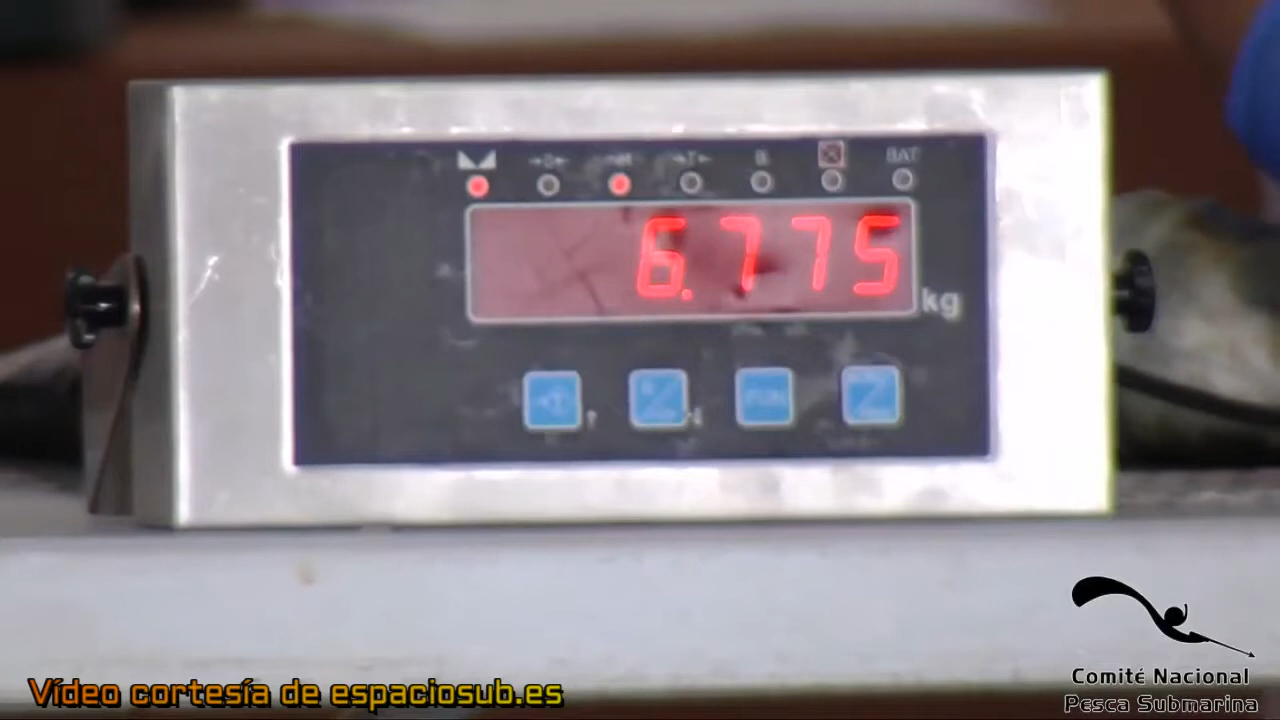 BAT
6.775
kg
Vídeo cortesía de espaciosub.es
Comité Nacional
Pesca Submarina